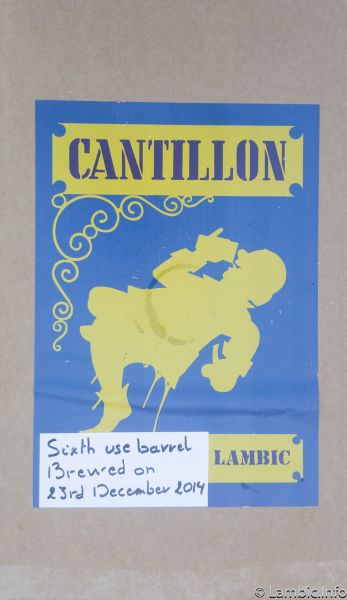 CANTILLON
LAMBIC
Sixth use barrel
Brewed on
23rd December 2014
© Lambic.Info